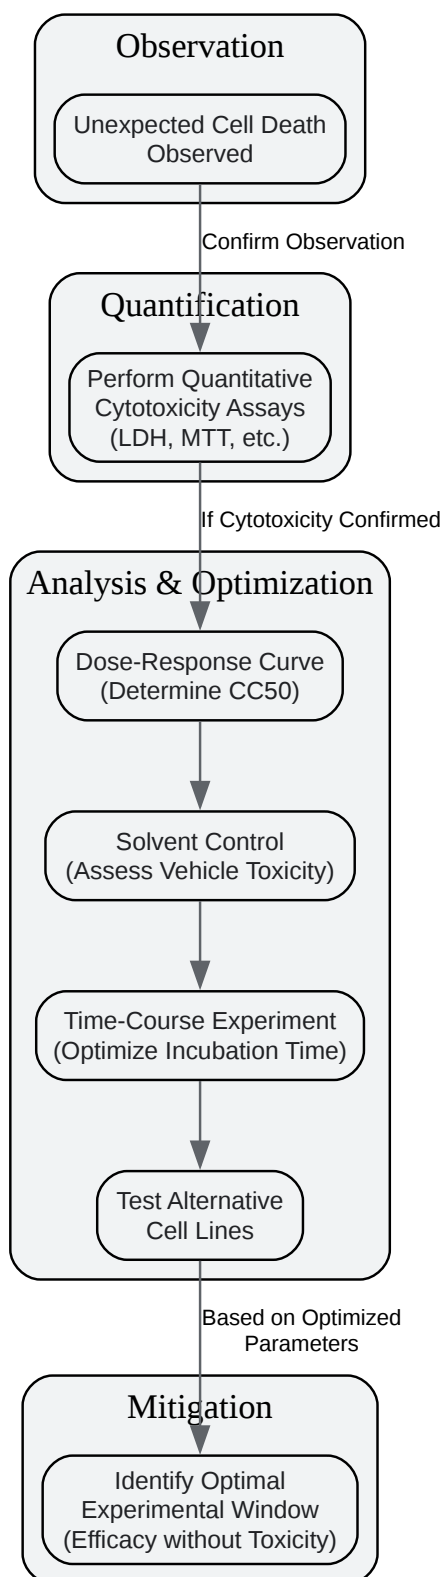 Observation
Unexpected Cell Death
Observed
Confirm Observation
Quantification
Perform Quantitative
Cytotoxicity Assays
(LDH, MTT, etc.)
If Cytotoxicity Confirmed
Analysis & Optimization
Dose-Response Curve
(Determine CC50)
Solvent Control
(Assess Vehicle Toxicity)
Time-Course Experiment
(Optimize Incubation Time)
Test Alternative
Cell Lines
Based on Optimized
Parameters
Mitigation
Identify Optimal
Experimental Window
(Efficacy without Toxicity)